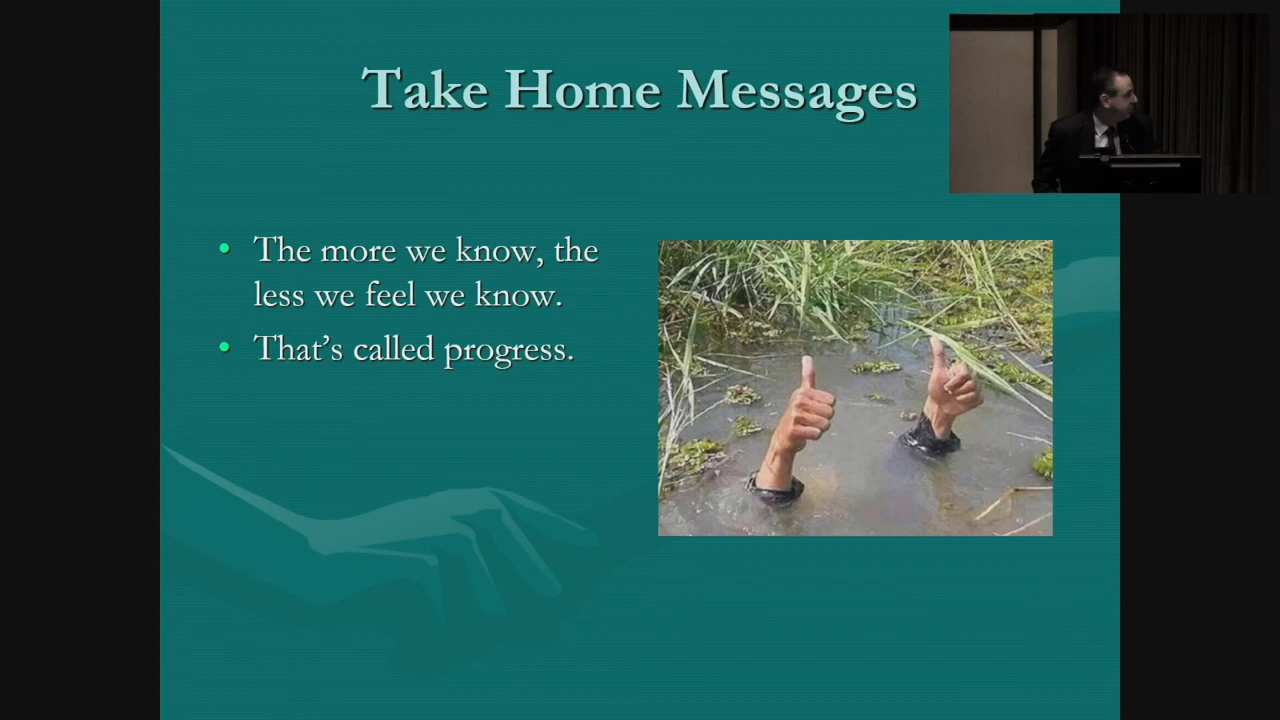 Take Home Messages
• The more we know, the
less we feel we know.
• That's called progress.